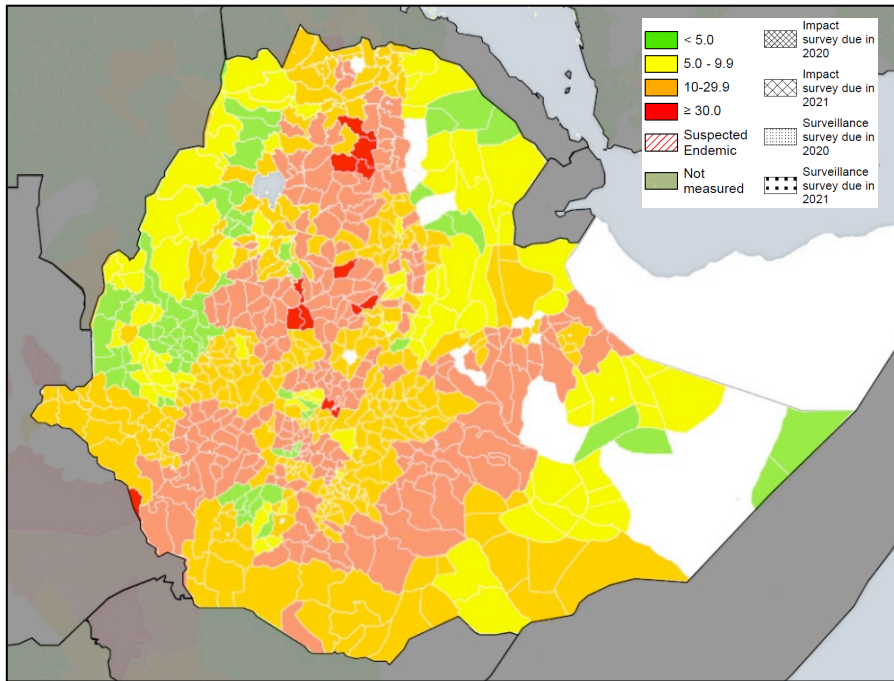 < 5.0
5.0 - 9.9
10-29.9
≥ 30.0
Suspected
Endemic
Not
measured
Impact
survey due in
2020
Impact
survey due in
2021
Surveillance
survey due in
2020
Surveillance
survey due in
2021